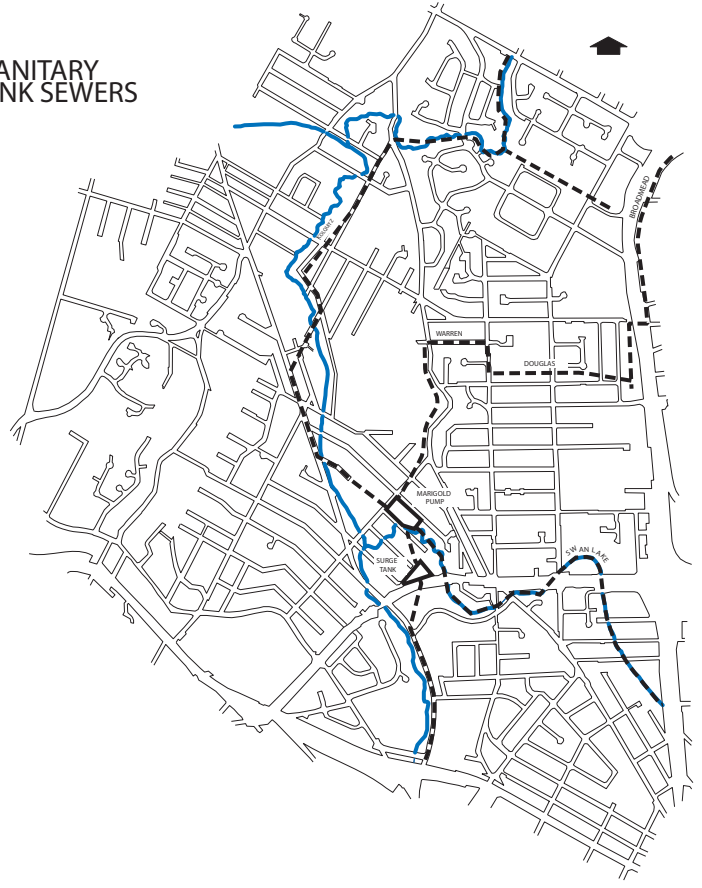 ANITARY
NK SEWERS
BROADMEAD
WARREN
DOUGLAS
MARIGOLD
PUMP
SURGE
TANK
SWAN LAKE